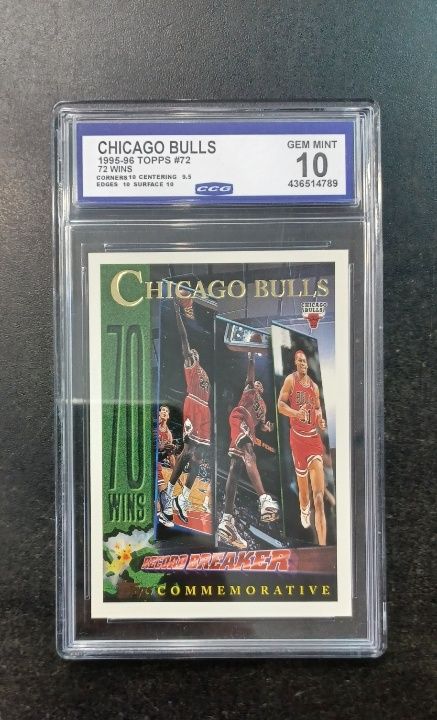 CHICAGO BULLS
1995-96 TOPPS #72
72 WINS
CORNERS 10 CENTERING 9.5
EDGES 10 SURFACE 10
CCG
GEM MINT
10
436514789
CHICAGO BULLS
CHICAGO
BULLS
70
WINS
RECORD BREAKER
COMMEMORATIVE